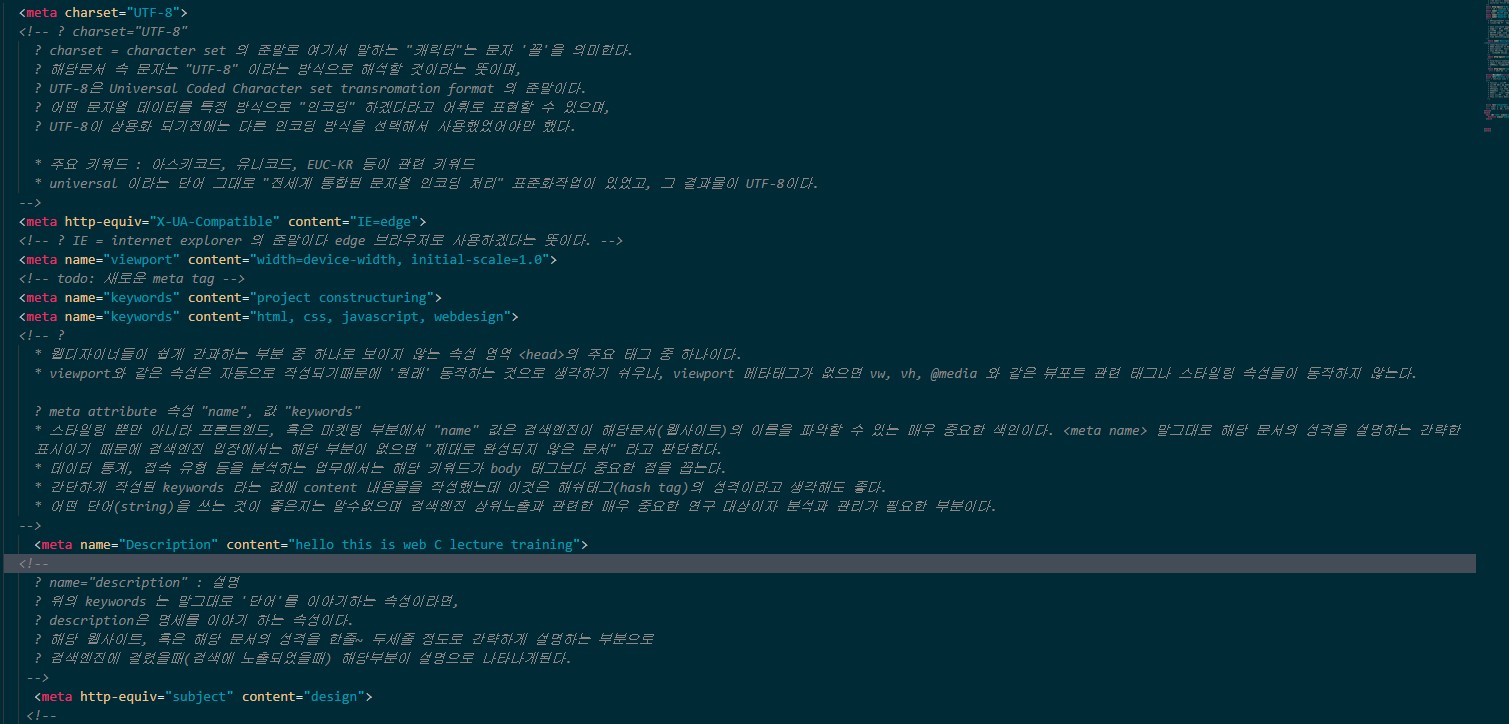 <meta charset="UTF-8">
<!-- ? charset="UTF-8"
? charset = character set 의 준말로 여기서 말하는 "캐릭터"는 문자 '꼴'을 의미한다.
? 해당문서 속 문자는 "UTF-8" 이라는 방식으로 해석할 것이라는 뜻이며,
? UTF-8은 Universal Coded Character set transromation format 의 준말이다.
? 어떤 문자열 데이터를 특정 방식으로 "인코딩" 하겠다라고 어휘로 표현할 수 있으며,
? UTF-8이 상용화 되기전에는 다른 인코딩 방식을 선택해서 사용했었어야만 했다.
* 주요 키워드 : 아스키코드, 유니코드, EUC-KR 등이 관련 키워드
* universal 이라는 단어 그대로 "전세계 통합된 문자열 인코딩 처리" 표준화작업이 있었고, 그 결과물이 UTF-8이다.
-->
<meta http-equiv="X-UA-Compatible" content="IE=edge">
<!-- ? IE = internet explorer 의 준말이다 edge 브라우저로 사용하겠다는 뜻이다. -->
<meta name="viewport" content="width=device-width, initial-scale=1.0">
<!-- todo: 새로운 meta tag -->
<meta name="keywords" content="project constructuring">
<meta name="keywords" content="html, css, javascript, webdesign">
<!-- ?
* 웹디자이너들이 쉽게 간과하는 부분 중 하나로 보이지 않는 속성 영역 <head>의 주요 태그 중 하나이다.
* viewport와 같은 속성은 자동으로 작성되기때문에 '원래' 동작하는 것으로 생각하기 쉬우나, viewport 메타태그가 없으면 vw, vh, @media 와 같은 뷰포트 관련 태그나 스타일링 속성들이 동작하지 않는다.
? meta attribute 속성 "name", 값 "keywords"
* 스타일링 뿐만 아니라 프론트엔드, 혹은 마켓팅 부분에서 "name" 값은 검색엔진이 해당문서(웹사이트)의 이름을 파악할 수 있는 매우 중요한 색인이다. <meta name> 말그대로 해당 문서의 성격을 설명하는 간략한
표시이기 때문에 검색엔진 입장에서는 해당 부분이 없으면 "제대로 완성되지 않은 문서" 라고 판단한다.
* 데이터 통계, 접속 유형 등을 분석하는 업무에서는 해당 키워드가 body 태그보다 중요한 점을 꼽는다.
* 간단하게 작성된 keywords 라는 값에 content 내용물을 작성했는데 이것은 해쉬태그(hash tag)의 성격이라고 생각해도 좋다.
* 어떤 단어(string)을 쓰는 것이 좋은지는 알수없으며 검색엔진 상위노출과 관련한 매우 중요한 연구 대상이자 분석과 관리가 필요한 부분이다.
-->
<meta name="Description" content="hello this is web C lecture training">
<!--
? name="description" : 설명
? 위의 keywords 는 말그대로 '단어'를 이야기하는 속성이라면,
? description은 명세를 이야기 하는 속성이다.
? 해당 웹사이트, 혹은 해당 문서의 성격을 한줄~ 두세줄 정도로 간략하게 설명하는 부분으로
? 검색엔진에 걸렸을때(검색에 노출되었을때) 해당부분이 설명으로 나타나게된다.
-->
<meta http-equiv="subject" content="design">
<!--